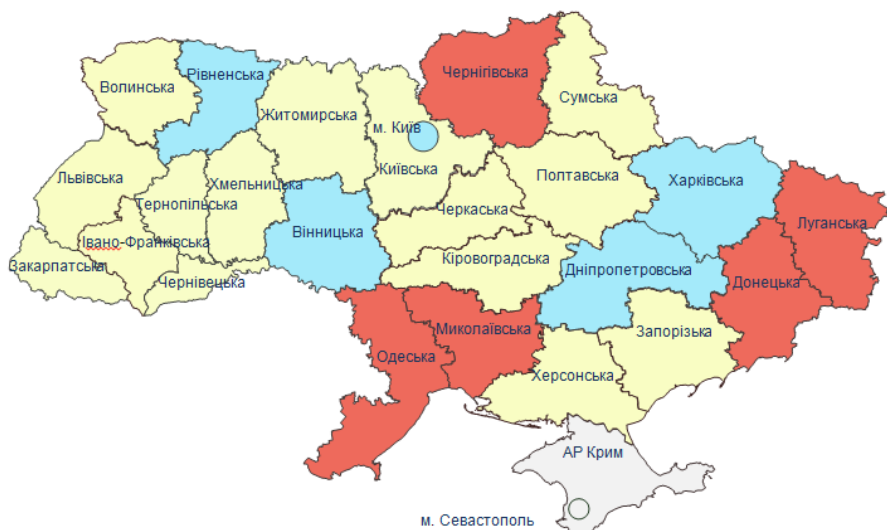 Чернігівська
Рівненська
Волинська
Сумська
Житомирська
м. Київ
Київська
Полтавська
Львівська
Хмельницька
Харківська
Тернопільська
Черкаська
Луганська
Вінницька
Івано-Франківська
Закарпатська
Кіровоградська
Дніпропетровська
Чернівецька
Донецька
Миколаївська
Запорізька
Одеська
Херсонська
АР Крим
м. Севастополь